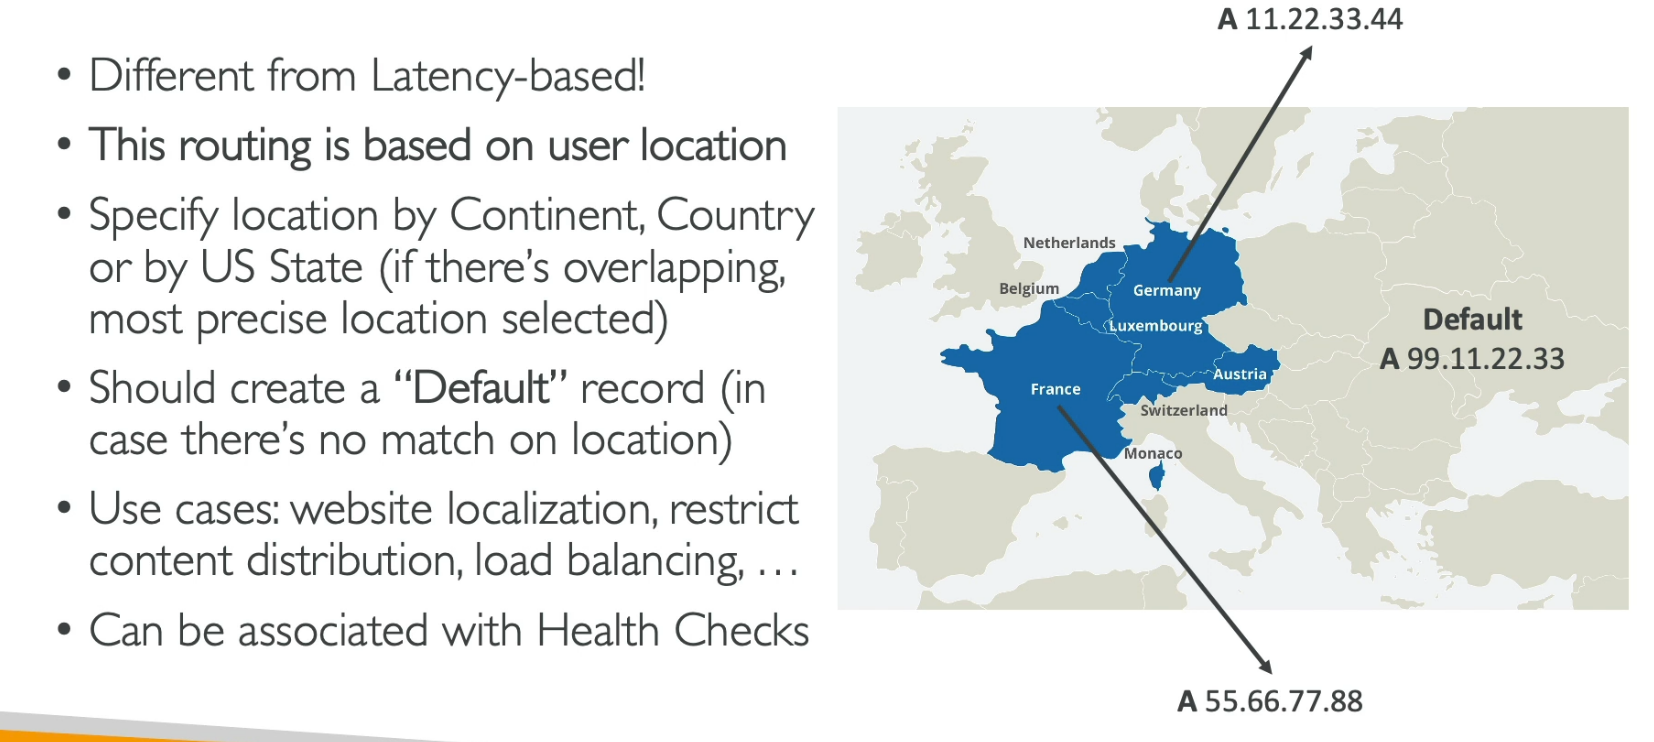 • Different from Latency-based!
• This routing is based on user location
• Specify location by Continent, Country
or by US State (if there’s overlapping,
most precise location selected)
• Should create a “Default” record (in
case there’s no match on location)
• Use cases: website localization, restrict
content distribution, load balancing, …
• Can be associated with Health Checks
A 11.22.33.44
Netherlands
Belgium
Germany
Luxembourg
Austria
France
Switzerland
Monaco
Default
A 99.11.22.33
A 55.66.77.88